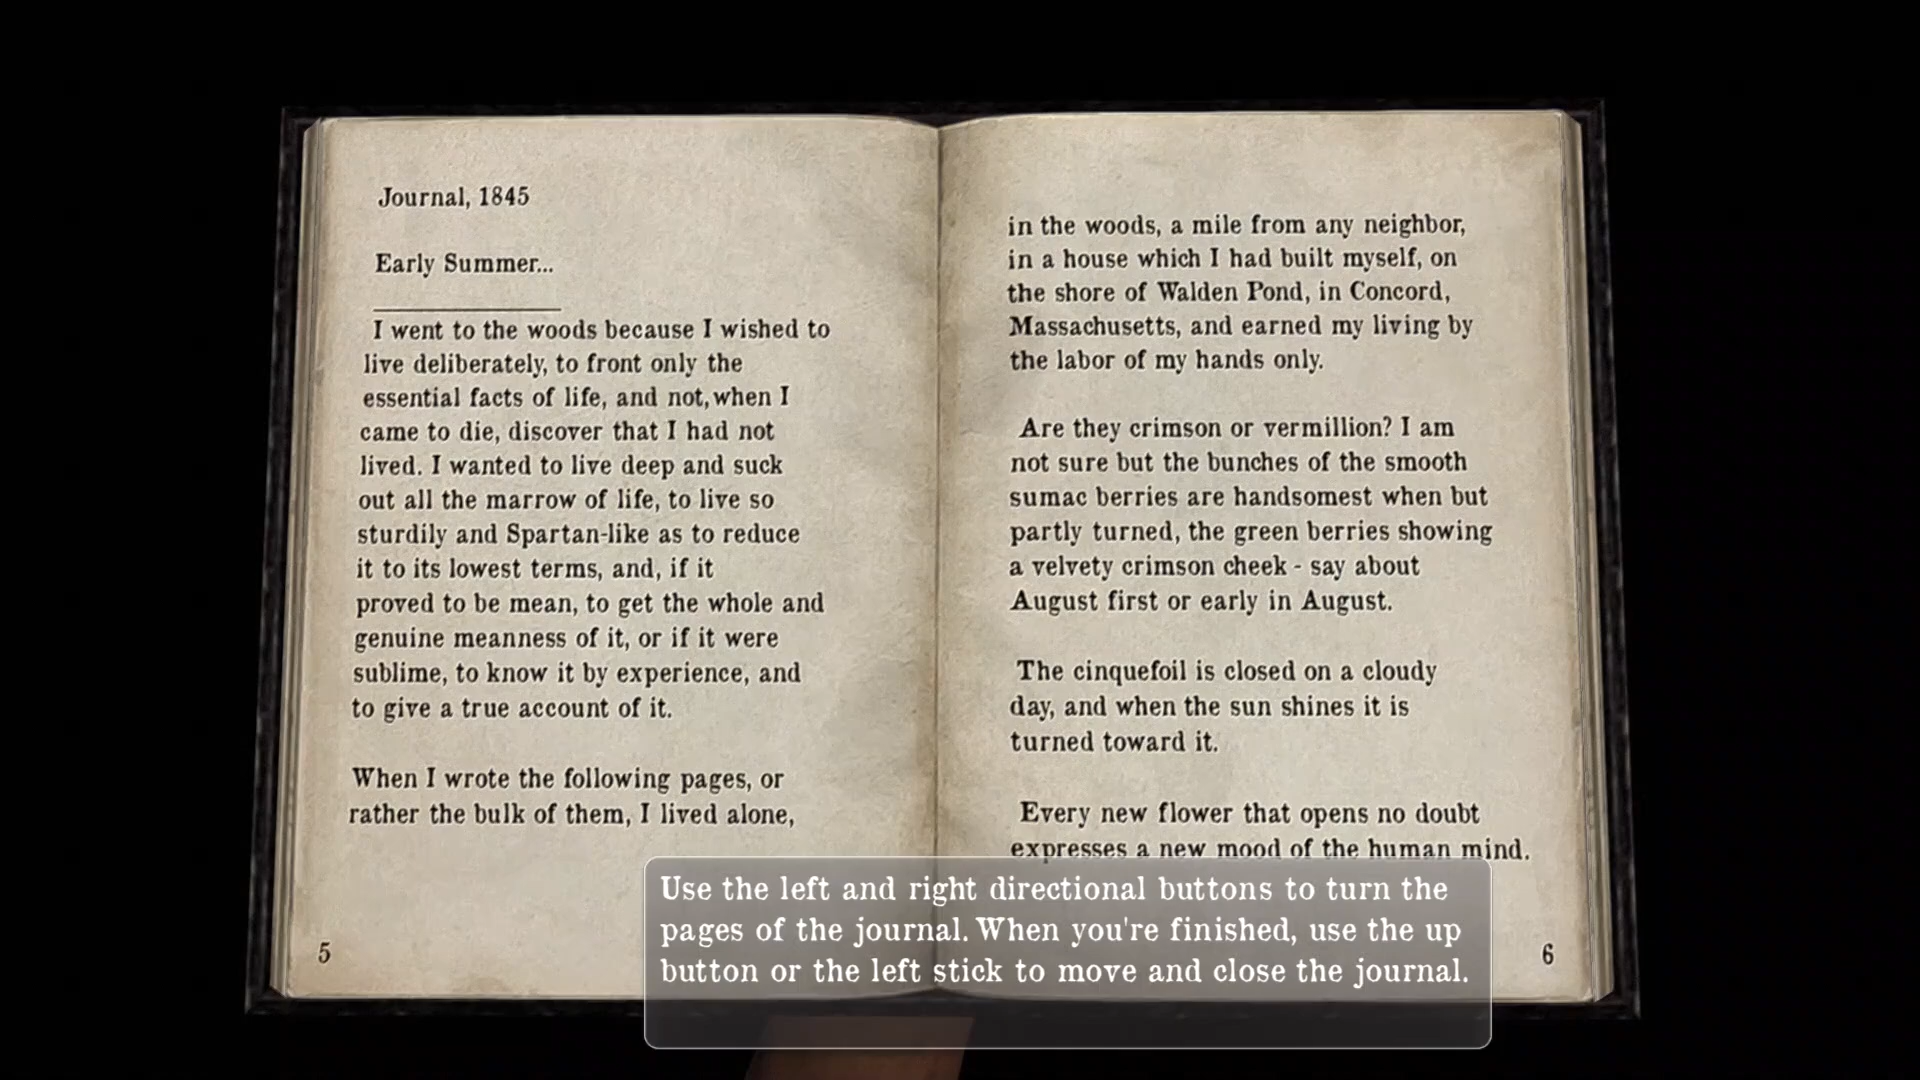 Journal, 1845
Early Summer...
I went to the woods because I wished to
live deliberately, to front only the
essential facts of life, and not, when I
came to die, discover that I had not
lived. I wanted to live deep and suck
out all the marrow of life, to live so
sturdily and Spartan-like as to reduce
it to its lowest terms, and, if it
proved to be mean, to get the whole and
genuine meanness of it, or if it were
sublime, to know it by experience, and
to give a true account of it.
When I wrote the following pages, or
rather the bulk of them, I lived alone,
5
in the woods, a mile from any neighbor,
in a house which I had built myself, on
the shore of Walden Pond, in Concord,
Massachusetts, and earned my living by
the labor of my hands only.
Are they crimson or vermillion? I am
not sure but the bunches of the smooth
sumac berries are handsomest when but
partly turned, the green berries showing
a velvety crimson cheek - say about
August first or early in August.
The cinquefoil is closed on a cloudy
day, and when the sun shines it is
turned toward it.
Every new flower that opens no doubt
expresses a new mood of the human mind.
6
Use the left and right directional buttons to turn the
pages of the journal. When you're finished, use the up
button or the left stick to move and close the journal.